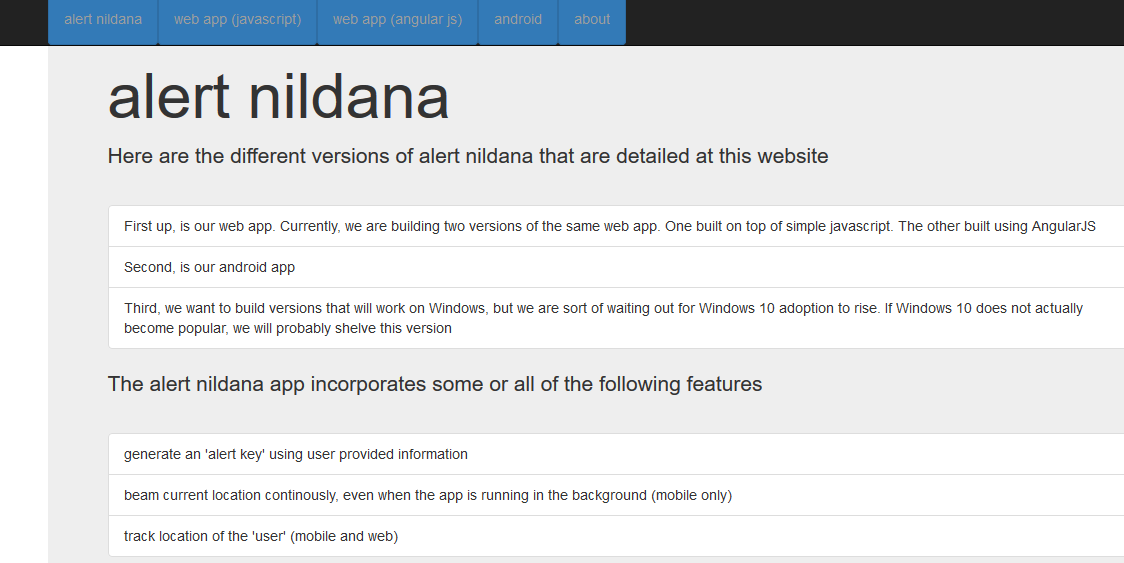 alert nildana web app (javascript) web app (angular js) android about
alert nildana
Here are the different versions of alert nildana that are detailed at this website
First up, is our web app. Currently, we are building two versions of the same web app. One built on top of simple javascript. The other built using AngularJS
Second, is our android app
Third, we want to build versions that will work on Windows, but we are sort of waiting out for Windows 10 adoption to rise. If Windows 10 does not actually
become popular, we will probably shelve this version
The alert nildana app incorporates some or all of the following features
generate an 'alert key' using user provided information
beam current location continously, even when the app is running in the background (mobile only)
track location of the 'user' (mobile and web)